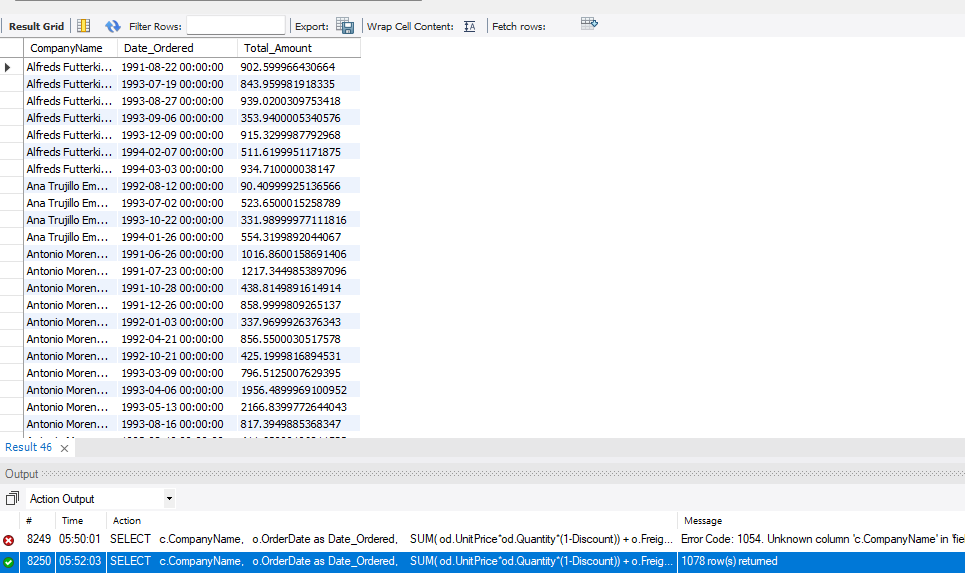 Result Grid Filter Rows: Export: Wrap Cell Content: Fetch rows:
CompanyName Date_Ordered Total_Amount
Alfreds Futterki... 1991-08-22 00:00:00 902.599966430664
Alfreds Futterki... 1993-07-19 00:00:00 843.959981918335
Alfreds Futterki... 1993-08-27 00:00:00 939.0200309753418
Alfreds Futterki... 1993-09-06 00:00:00 353.9400005340576
Alfreds Futterki... 1993-12-09 00:00:00 915.3299987792968
Alfreds Futterki... 1994-02-07 00:00:00 511.6199951171875
Alfreds Futterki... 1994-03-03 00:00:00 934.710000038147
Ana Trujillo Em... 1992-08-12 00:00:00 90.40999925136566
Ana Trujillo Em... 1993-07-02 00:00:00 523.6500015258789
Ana Trujillo Em... 1993-10-22 00:00:00 331.98999977111816
Ana Trujillo Em... 1994-01-26 00:00:00 554.3199892044067
Antonio Moren... 1991-06-26 00:00:00 1016.8600158691406
Antonio Moren... 1991-07-23 00:00:00 1217.3449853897096
Antonio Moren... 1991-10-28 00:00:00 438.8149891614914
Antonio Moren... 1991-12-26 00:00:00 858.9999809265137
Antonio Moren... 1992-01-03 00:00:00 337.9699926376343
Antonio Moren... 1992-04-21 00:00:00 856.5500030517578
Antonio Moren... 1992-10-21 00:00:00 425.1999816894531
Antonio Moren... 1993-03-09 00:00:00 796.5125007629395
Antonio Moren... 1993-04-06 00:00:00 1956.4899969100952
Antonio Moren... 1993-05-13 00:00:00 2166.8399772644043
Antonio Moren... 1993-08-16 00:00:00 817.3949885368347
Result 46
Output
Action Output
# Time Action Message
8249 05:50:01 SELECT c.CompanyName, o.OrderDate as Date_Ordered, SUM( od.UnitPrice*od.Quantity*(1-Discount)) + o.Freig... Error Code: 1054. Unknown column 'c.CompanyName' in 'fiel
8250 05:52:03 SELECT c.CompanyName, o.OrderDate as Date_Ordered, SUM( od.UnitPrice*od.Quantity*(1-Discount)) + o.Freig... 1078 row(s) returned